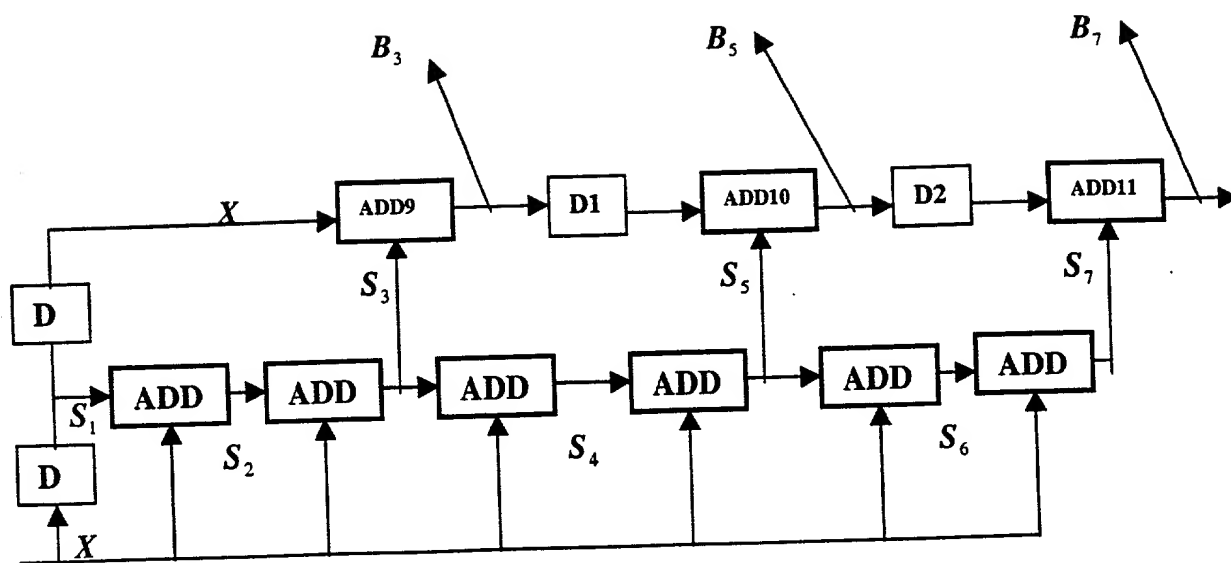 B₃ B₅ B₇
X ADD9 D1 ADD10 D2 ADD11
S₃ S₅ S₇
D
S₁ ADD ADD ADD ADD ADD ADD
D S₂ S₄ S₆
X